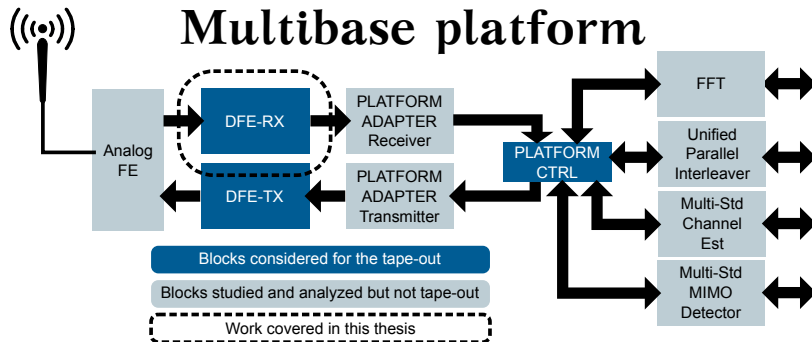 Multibase platform
Analog
FE
DFE-RX
DFE-TX
PLATFORM
ADAPTER
Receiver
PLATFORM
ADAPTER
Transmitter
PLATFORM
CTRL
FFT
Unified
Parallel
Interleaver
Multi-Std
Channel
Est
Multi-Std
MIMO
Detector
Blocks considered for the tape-out
Blocks studied and analyzed but not tape-out
Work covered in this thesis